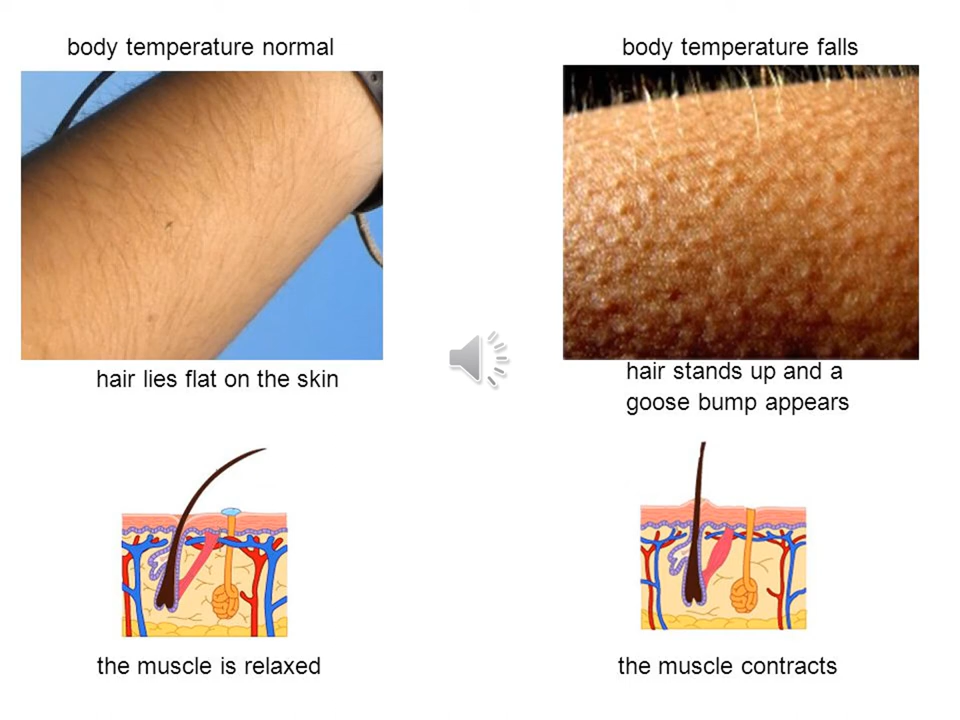 body temperature normal
body temperature falls
hair lies flat on the skin
hair stands up and a
goose bump appears
the muscle is relaxed
the muscle contracts